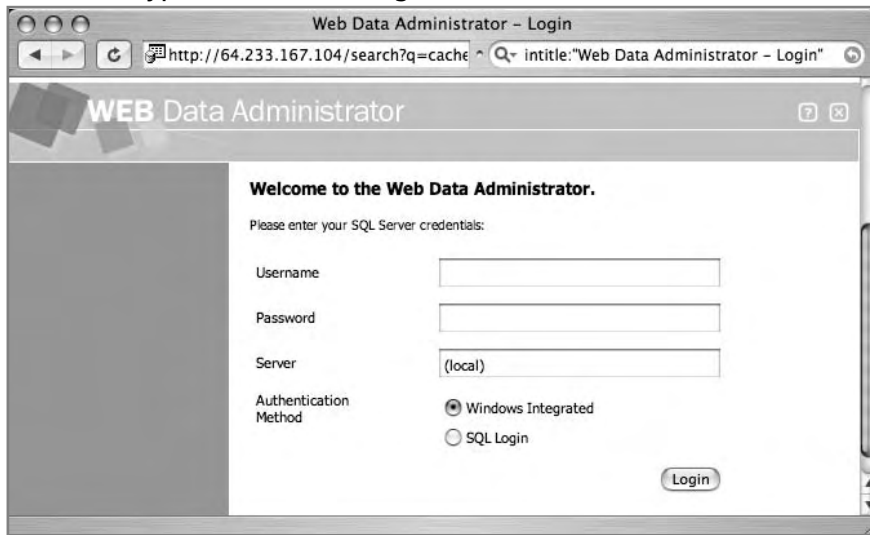 Web Data Administrator – Login
http://64.233.167.104/search?q=cache
intitle:"Web Data Administrator – Login"
WEB Data Administrator
Welcome to the Web Data Administrator.
Please enter your SQL Server credentials:
Username
Password
Server
(local)
Authentication
Method
Windows Integrated
SQL Login
Login